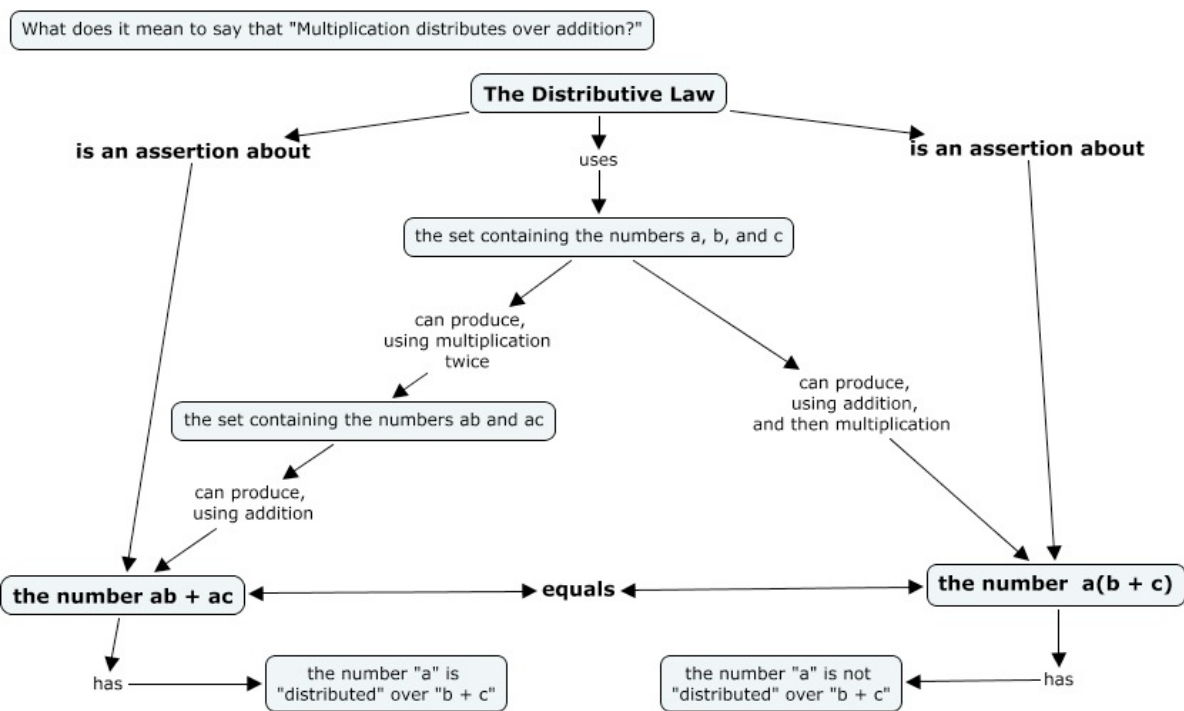 What does it mean to say that "Multiplication distributes over addition?"
The Distributive Law
is an assertion about
uses
is an assertion about
the set containing the numbers a, b, and c
can produce,
using multiplication
twice
can produce,
using addition,
and then multiplication
the set containing the numbers ab and ac
can produce,
using addition
the number ab + ac
equals
the number a(b + c)
has
the number "a" is
"distributed" over "b + c"
the number "a" is not
"distributed" over "b + c"
has